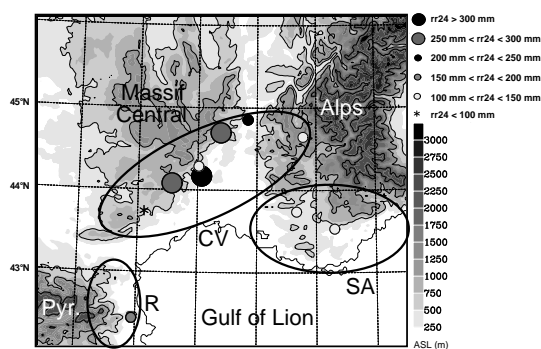 rr24 > 300 mm
250 mm < rr24 < 300 mm
200 mm < rr24 < 250 mm
150 mm < rr24 < 200 mm
100 mm < rr24 < 150 mm
rr24 < 100 mm
45°N
44°N
43°N
Massif
Central
Alps
CV
SA
Pyr.
R
Gulf of Lion
3000
2750
2500
2250
2000
1750
1500
1250
1000
750
500
250
ASL (m)